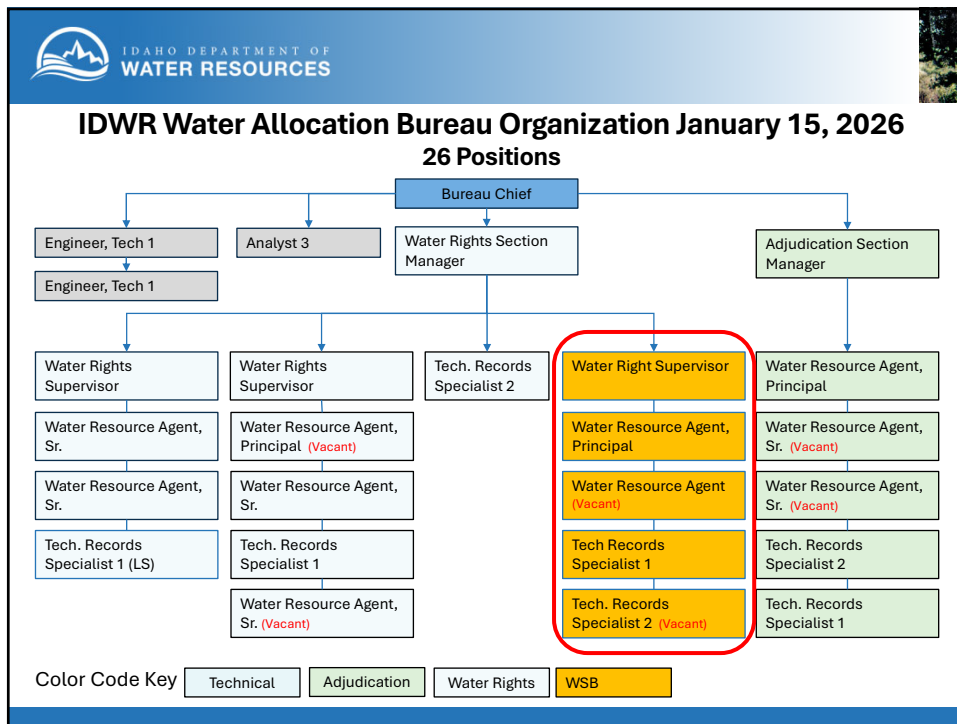 IDAHO DEPARTMENT OF
WATER RESOURCES
IDWR Water Allocation Bureau Organization January 15, 2026
26 Positions
Bureau Chief
Engineer, Tech 1
Engineer, Tech 1
Analyst 3
Water Rights Section
Manager
Adjudication Section
Manager
Water Rights
Supervisor
Water Resource Agent,
Sr.
Water Resource Agent,
Sr.
Tech. Records
Specialist 1 (LS)
Water Rights
Supervisor
Water Resource Agent,
Principal (Vacant)
Water Resource Agent,
Sr.
Tech. Records
Specialist 1
Water Resource Agent,
Sr. (Vacant)
Tech. Records
Specialist 2
Water Right Supervisor
Water Resource Agent,
Principal
Water Resource Agent
(Vacant)
Tech Records
Specialist 1
Tech. Records
Specialist 2 (Vacant)
Water Resource Agent,
Principal
Water Resource Agent,
Sr. (Vacant)
Water Resource Agent,
Sr. (Vacant)
Tech. Records
Specialist 2
Tech. Records
Specialist 1
Color Code Key
Technical
Adjudication
Water Rights
WSB